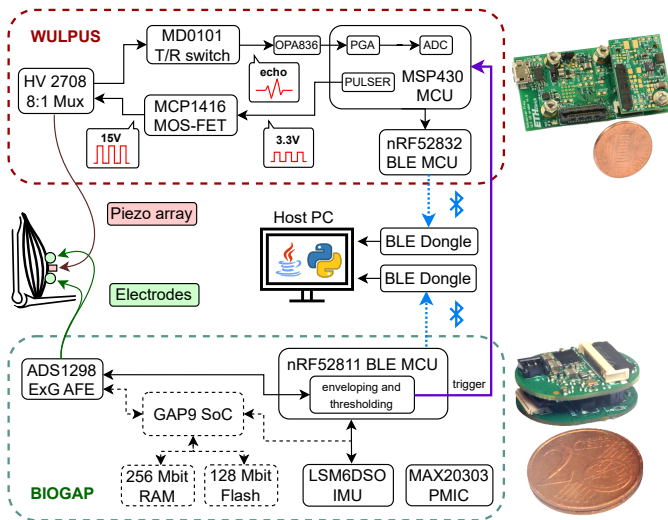 WULPUS
MD0101
T/R switch
OPA836
PGA
ADC
PULSER
MSP430
MCU
HV 2708
8:1 Mux
echo
MCP1416
MOS-FET
15V
3.3V
nRF52832
BLE MCU
Piezo array
Host PC
BLE Dongle
BLE Dongle
Java
Electrodes
ADS1298
ExG AFE
nRF52811 BLE MCU
enveloping and
thresholding
trigger
GAP9 SoC
256 Mbit
RAM
128 Mbit
Flash
LSM6DSO
IMU
MAX20303
PMIC
BIOGAP